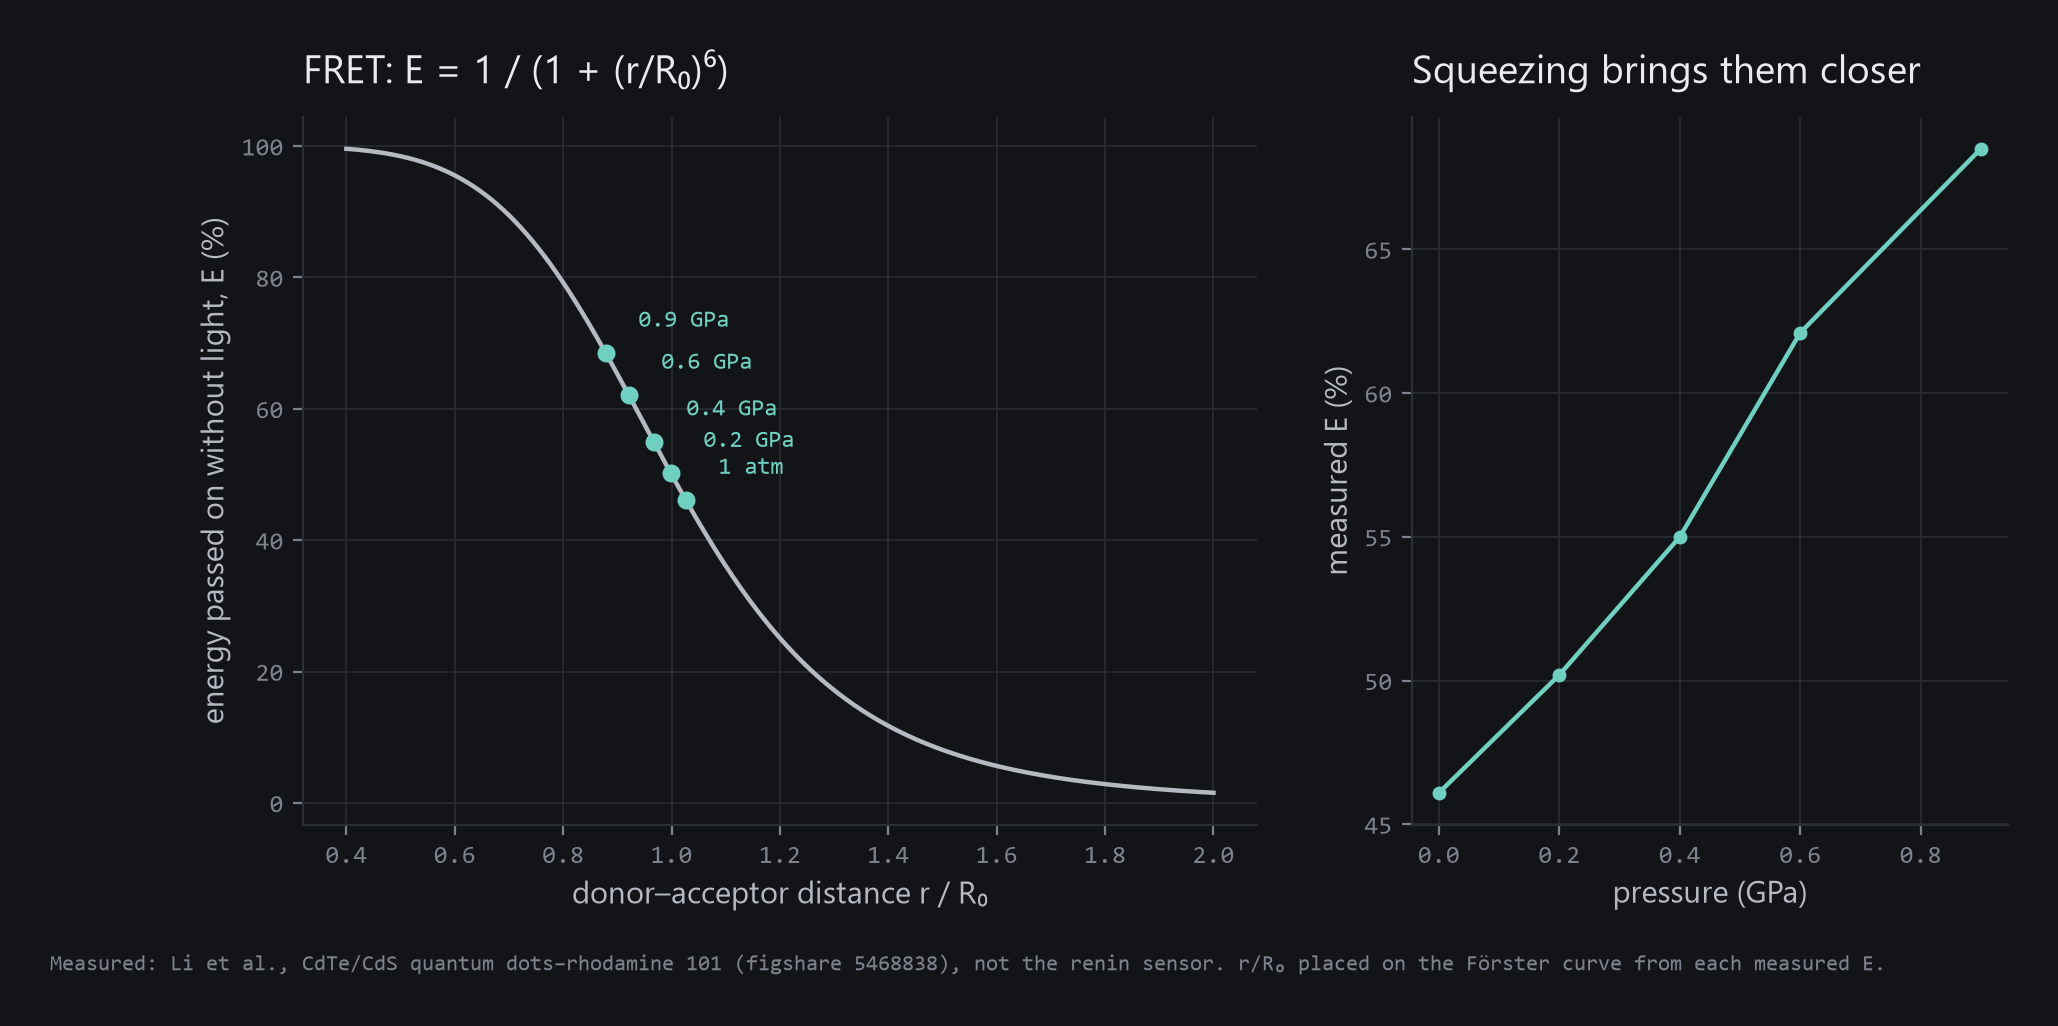 FRET: E = 1 / (1 + (r/R₀)⁶)
energy passed on without light, E (%)
100
80
60
40
20
0
0.9 GPa
0.6 GPa
0.4 GPa
0.2 GPa
1 atm
0.4 0.6 0.8 1.0 1.2 1.4 1.6 1.8 2.0
donor–acceptor distance r / R₀
Squeezing brings them closer
measured E (%)
65
60
55
50
45
0.0 0.2 0.4 0.6 0.8
pressure (GPa)
Measured: Li et al., CdTe/CdS quantum dots–rhodamine 101 (figshare 5468838), not the renin sensor. r/R₀ placed on the Förster curve from each measured E.